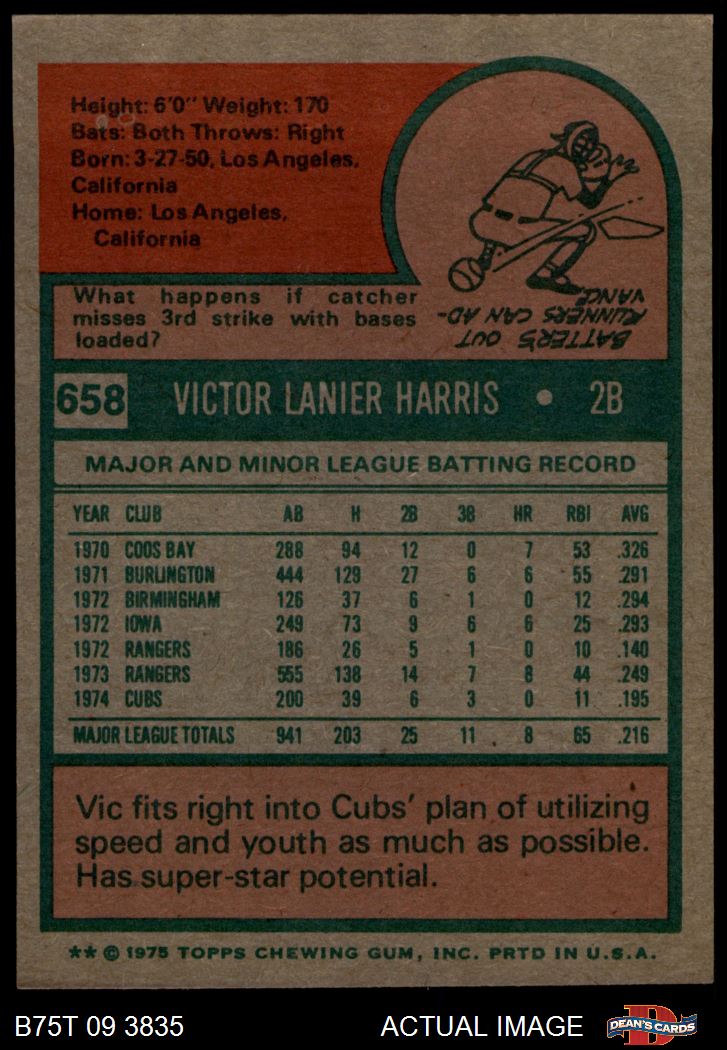 Height: 6'0" Weight: 170
Bats: Both Throws: Right
Born: 3-27-50, Los Angeles,
California
Home: Los Angeles,
California
What happens if catcher
misses 3rd strike with bases
loaded?
BATTER'S OUT
RUNNERS CAN AD-
VANCE
658 VICTOR LANIER HARRIS • 2B
MAJOR AND MINOR LEAGUE BATTING RECORD
YEAR CLUB AB H 2B 3B HR RBI AVG
1970 COOS BAY 288 94 12 0 7 53 .326
1971 BURLINGTON 444 129 27 6 6 55 .291
1972 BIRMINGHAM 126 37 6 1 0 12 .294
1972 IOWA 249 73 9 6 6 25 .293
1972 RANGERS 186 26 5 1 0 10 .140
1973 RANGERS 555 138 14 7 8 44 .249
1974 CUBS 200 39 6 3 0 11 .195
MAJOR LEAGUE TOTALS 941 203 25 11 8 65 .216
Vic fits right into Cubs' plan of utilizing
speed and youth as much as possible.
Has super-star potential.
** © 1975 TOPPS CHEWING GUM, INC. PRTD IN U.S.A.
B75T 09 3835 ACTUAL IMAGE DEAN'S CARDS